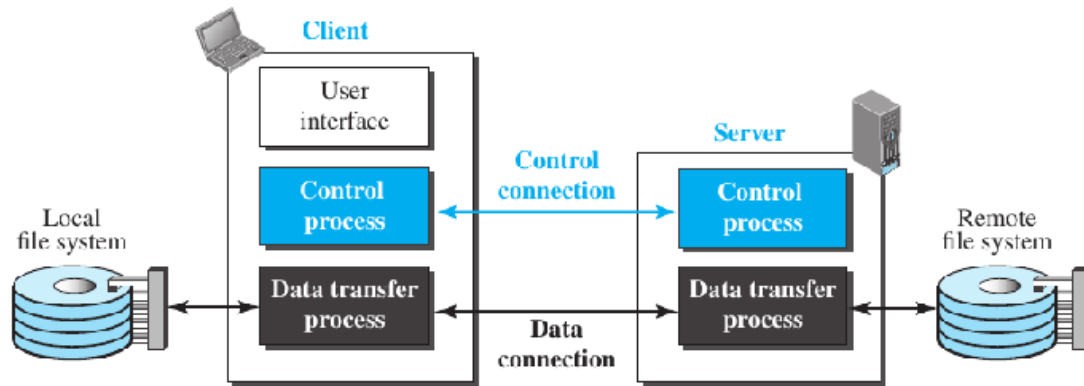 Client
User
interface
Server
Control
connection
Control
process
Control
process
Local
file system
Remote
file system
Data transfer
process
Data transfer
process
Data
connection